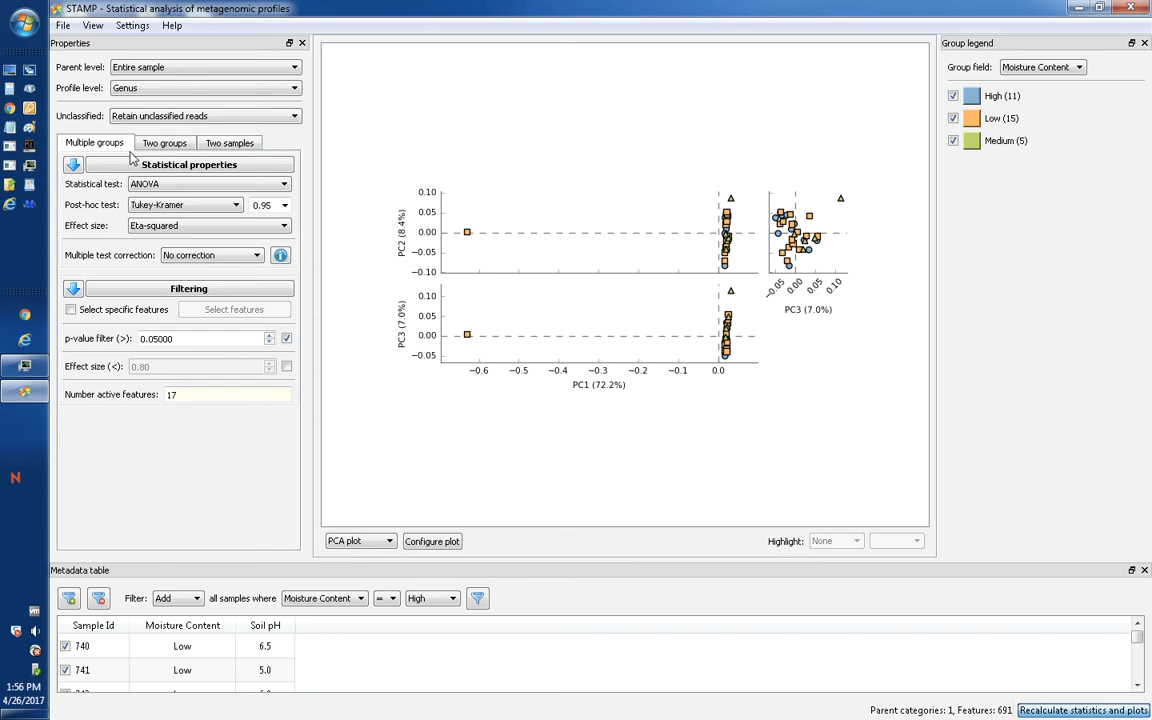 STAMP - Statistical analysis of metagenomic profiles
File View Settings Help
Properties
Parent level: Entire sample
Profile level: Genus
Unclassified: Retain unclassified reads
Multiple groups Two groups Two samples
Statistical properties
Statistical test: ANOVA
Post-hoc test: Tukey-Kramer 0.95
Effect size: Eta-squared
Multiple test correction: No correction
Filtering
Select specific features Select features
p-value filter (>): 0.05000
Effect size (<): 0.80
Number active features: 17
0.10
0.05
0.00
−0.05
−0.10
PC2 (8.4%)
−0.05 0.00 0.05 0.10
PC3 (7.0%)
0.10
0.05
0.00
−0.05
PC3 (7.0%)
−0.6 −0.5 −0.4 −0.3 −0.2 −0.1 0.0
PC1 (72.2%)
PCA plot Configure plot Highlight: None
Group legend
Group field: Moisture Content
High (11)
Low (15)
Medium (5)
Metadata table
Filter: Add all samples where Moisture Content = High
Sample Id Moisture Content Soil pH
740 Low 6.5
741 Low 5.0
Parent categories: 1, Features: 691 Recalculate statistics and plots
1:56 PM
4/26/2017
N